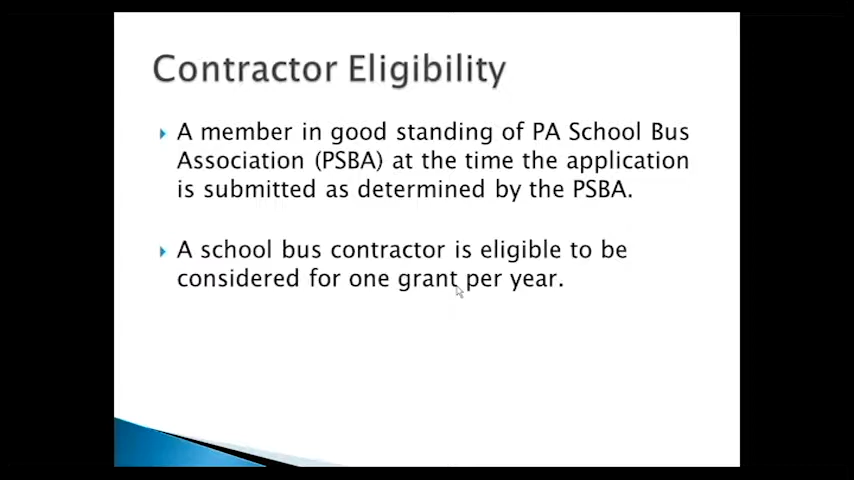 Contractor Eligibility
A member in good standing of PA School Bus
Association (PSBA) at the time the application
is submitted as determined by the PSBA.
A school bus contractor is eligible to be
considered for one grant per year.